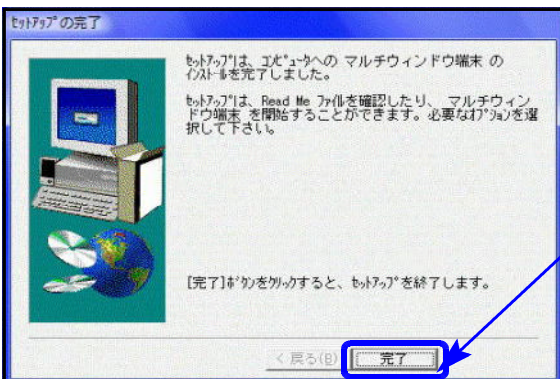 ｾｯﾄｱｯﾌﾟの完了
ｾｯﾄｱｯﾌﾟは、ｺﾝﾋﾟｭｰﾀへの マルチウィンドウ端末 の
ｲﾝｽﾄｰﾙを完了しました。
ｾｯﾄｱｯﾌﾟは、Read Me ﾌｧｲﾙを確認したり、 マルチウィン
ドウ端末 を開始することができます。必要なｵﾌﾟｼｮﾝを選
択して下さい。
[完了]ﾎﾞﾀﾝをｸﾘｯｸすると、ｾｯﾄｱｯﾌﾟを終了します。
< 戻る(B)
完了